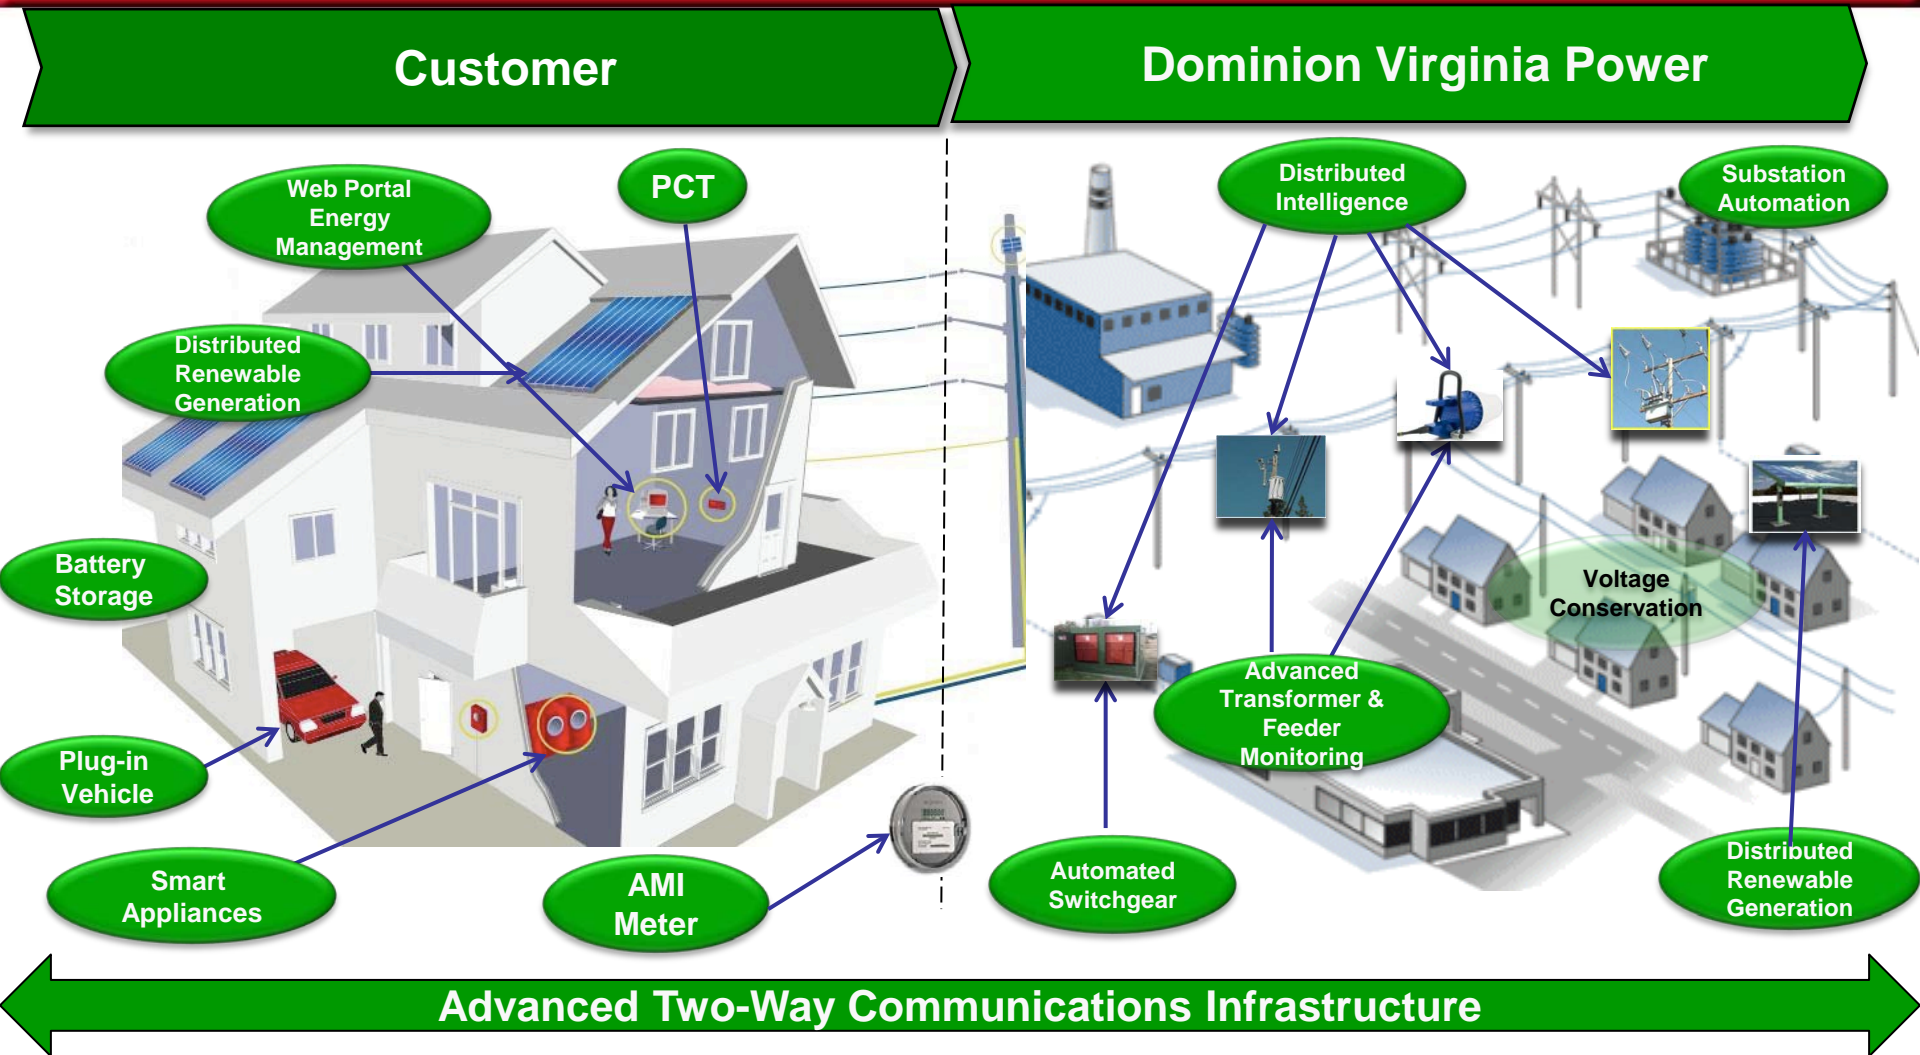 Customer
Dominion Virginia Power
Web Portal
Energy
Management
PCT
Distributed
Intelligence
Substation
Automation
Distributed
Renewable
Generation
Battery
Storage
Voltage
Conservation
Plug-in
Vehicle
Advanced
Transformer &
Feeder
Monitoring
Smart
Appliances
AMI
Meter
Automated
Switchgear
Distributed
Renewable
Generation
Advanced Two-Way Communications Infrastructure